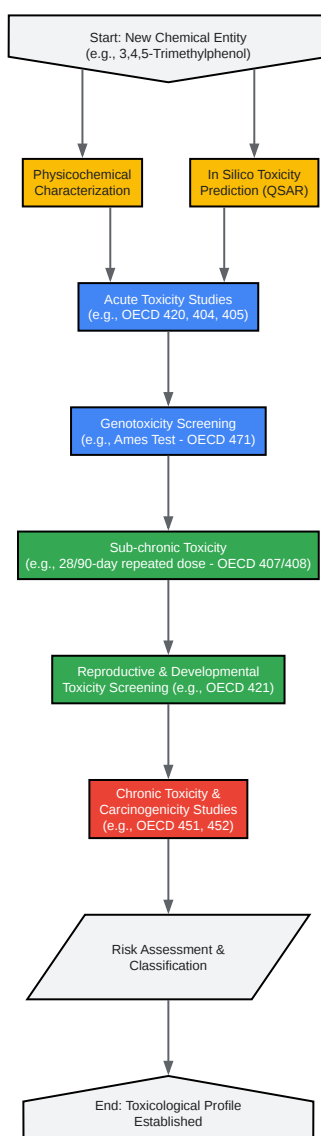 Start: New Chemical Entity
(e.g., 3,4,5-Trimethylphenol)
Physicochemical
Characterization
In Silico Toxicity
Prediction (QSAR)
Acute Toxicity Studies
(e.g., OECD 420, 404, 405)
Genotoxicity Screening
(e.g., Ames Test - OECD 471)
Sub-chronic Toxicity
(e.g., 28/90-day repeated dose - OECD 407/408)
Reproductive & Developmental
Toxicity Screening (e.g., OECD 421)
Chronic Toxicity &
Carcinogenicity Studies
(e.g., OECD 451, 452)
Risk Assessment &
Classification
End: Toxicological Profile
Established